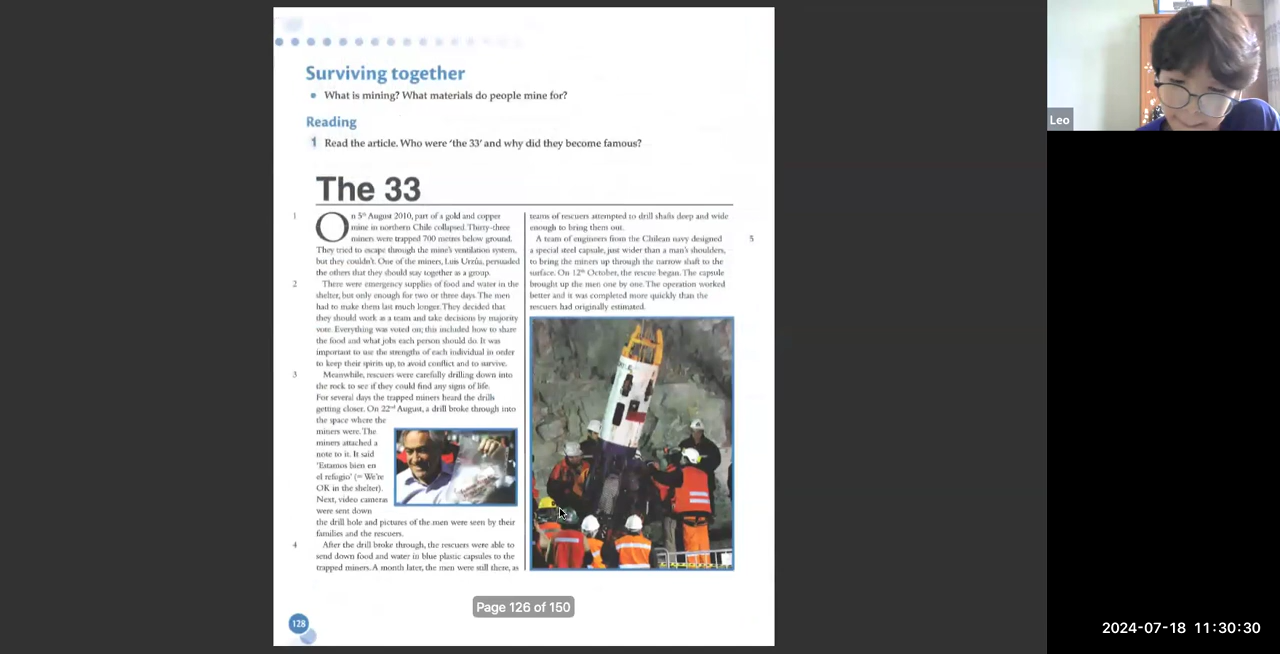 Surviving together
What is mining? What materials do people mine for?
Reading
1 Read the article. Who were 'the 33' and why did they become famous?
The 33
1
On 5th August 2010, part of a gold and copper
mine in northern Chile collapsed. Thirty-three
miners were trapped 700 metres below ground.
They tried to escape through the mine's ventilation system,
but they couldn't. One of the miners, Luis Urzúa, persuaded
the others that they should stay together as a group.
2
There were emergency supplies of food and water in the
shelter, but only enough for two or three days. The men
had to make them last much longer. They decided that
they should work as a team and take decisions by majority
vote. Everything was voted on; this included how to share
the food and what jobs each person should do. It was
important to use the strengths of each individual in order
to keep their spirits up, to avoid conflict and to survive.
3
Meanwhile, rescuers were carefully drilling down into
the rock to see if they could find any signs of life.
For several days the trapped miners heard the drills
getting closer. On 22nd August, a drill broke through into
the space where the
miners were. The
miners attached a
note to it. It said
'Estamos bien en
el refugio' (= We're
OK in the shelter).
Next, video cameras
were sent down
the drill hole and pictures of the men were seen by their
families and the rescuers.
4
After the drill broke through, the rescuers were able to
send down food and water in blue plastic capsules to the
trapped miners. A month later, the men were still there, as
teams of rescuers attempted to drill shafts deep and wide
enough to bring them out.
5
A team of engineers from the Chilean navy designed
a special steel capsule, just wider than a man's shoulders,
to bring the miners up through the narrow shaft to the
surface. On 12th October, the rescue began. The capsule
brought up the men one by one. The operation worked
better and it was completed more quickly than the
rescuers had originally estimated.
Page 126 of 150
128
Leo
2024-07-18 11:30:30